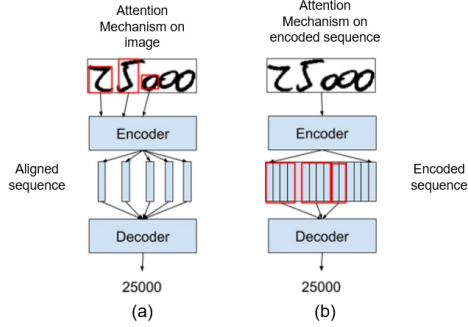 Attention
Mechanism on
image
25000
Encoder
Aligned
sequence
Decoder
25000
(a)
Attention
Mechanism on
encoded sequence
25000
Encoder
Encoded
sequence
Decoder
25000
(b)